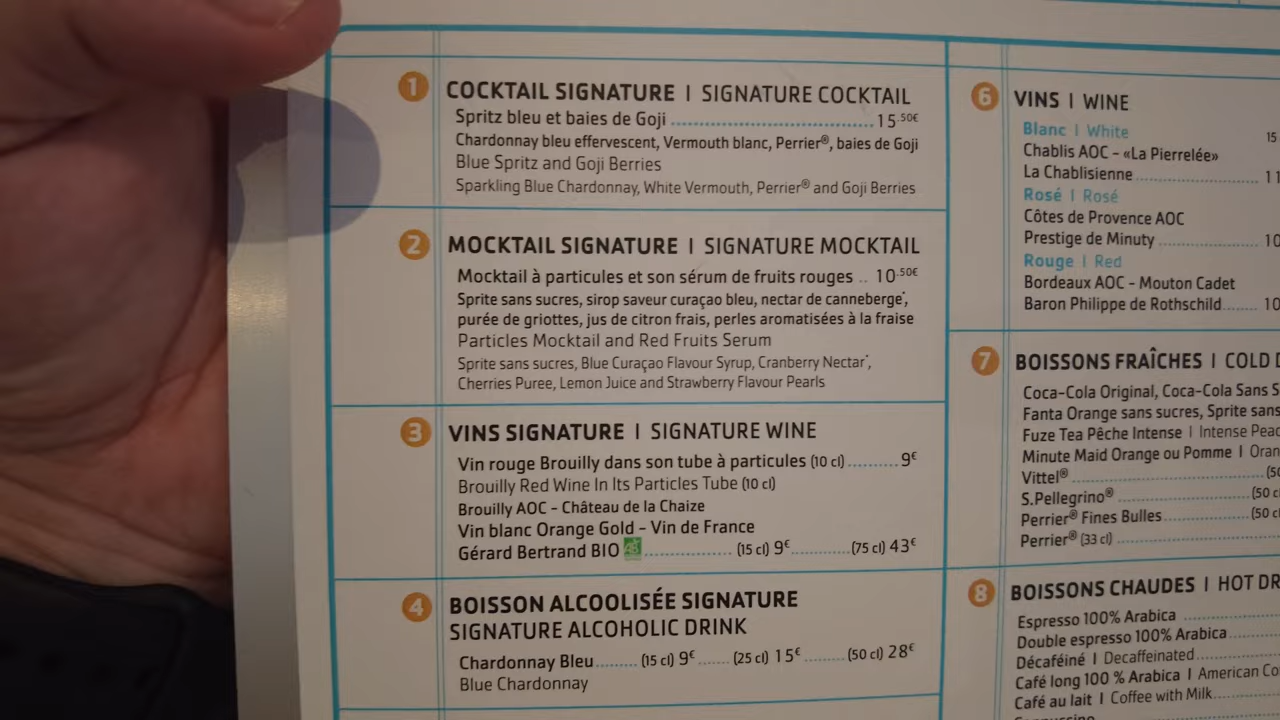 1 COCKTAIL SIGNATURE | SIGNATURE COCKTAIL
Spritz bleu et baies de Goji 15.50€
Chardonnay bleu effervescent, Vermouth blanc, Perrier®, baies de Goji
Blue Spritz and Goji Berries
Sparkling Blue Chardonnay, White Vermouth, Perrier® and Goji Berries
2 MOCKTAIL SIGNATURE | SIGNATURE MOCKTAIL
Mocktail à particules et son sérum de fruits rouges .. 10.50€
Sprite sans sucres, sirop saveur curaçao bleu, nectar de canneberge*,
purée de griottes, jus de citron frais, perles aromatisées à la fraise
Particles Mocktail and Red Fruits Serum
Sprite sans sucres, Blue Curaçao Flavour Syrup, Cranberry Nectar*,
Cherries Puree, Lemon Juice and Strawberry Flavour Pearls
3 VINS SIGNATURE | SIGNATURE WINE
Vin rouge Brouilly dans son tube à particules (10 cl) 9€
Brouilly Red Wine In Its Particles Tube (10 cl)
Brouilly AOC - Château de la Chaize
Vin blanc Orange Gold - Vin de France
Gérard Bertrand BIO AB (15 cl) 9€ (75 cl) 43€
4 BOISSON ALCOOLISÉE SIGNATURE
SIGNATURE ALCOHOLIC DRINK
Chardonnay Bleu (15 cl) 9€ (25 cl) 15€ (50 cl) 28€
Blue Chardonnay
6 VINS | WINE
Blanc | White 15
Chablis AOC - «La Pierrelée»
La Chablisienne 11
Rosé | Rosé
Côtes de Provence AOC
Prestige de Minuty 10
Rouge | Red
Bordeaux AOC - Mouton Cadet
Baron Philippe de Rothschild 10
7 BOISSONS FRAÎCHES | COLD
Coca-Cola Original, Coca-Cola Sans
Fanta Orange sans sucres, Sprite sans
Fuze Tea Pêche Intense | Intense
Minute Maid Orange ou Pomme |
Vittel®
S.Pellegrino® (50
Perrier® Fines Bulles (50
Perrier® (33 cl)
8 BOISSONS CHAUDES | HOT
Espresso 100% Arabica
Double espresso 100% Arabica
Décaféiné | Decaffeinated
Café long 100 % Arabica | American
Café au lait | Coffee with Milk